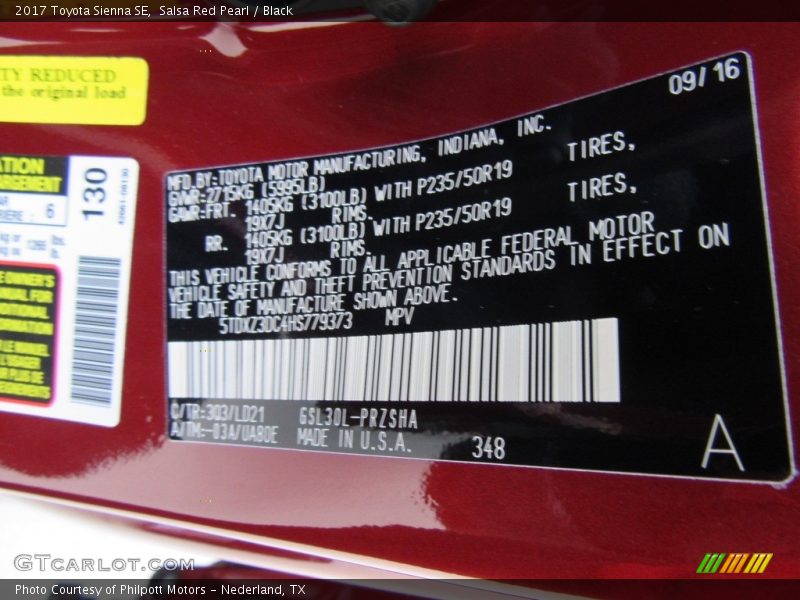 2017 Toyota Sienna SE, Salsa Red Pearl / Black
TY REDUCED
the original load
09/16
MFD.BY:TOYOTA MOTOR MANUFACTURING, INDIANA, INC.
GVWR:2715KG (5995LB)
GAWR:FRT. 1405KG (3100LB) WITH P235/50R19 TIRES,
19X7J RIMS.
RR. 1405KG (3100LB) WITH P235/50R19 TIRES,
19X7J RIMS.
THIS VEHICLE CONFORMS TO ALL APPLICABLE FEDERAL MOTOR
VEHICLE SAFETY AND THEFT PREVENTION STANDARDS IN EFFECT ON
THE DATE OF MANUFACTURE SHOWN ABOVE.
5TDXZ3DC4HS779373 MPV
C/TR:303/LD21 GSL30L-PRZSHA
A/TM:-03A/UA80E MADE IN U.S.A. 348
A
130
6
GTCarlot.com
Photo Courtesy of Philpott Motors - Nederland, TX